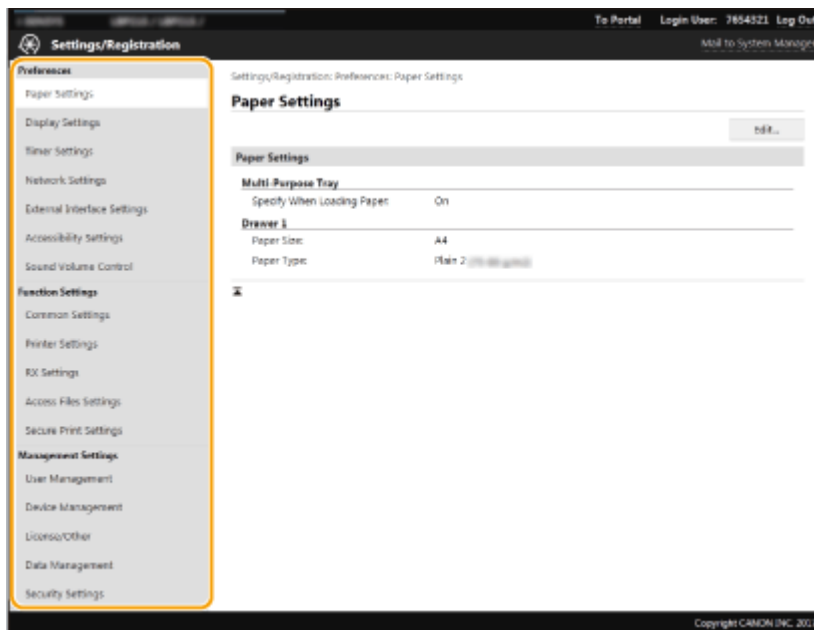 To Portal Login User: 7654321 Log Out
Settings/Registration
Mail to System Manager
Preferences
Paper Settings
Display Settings
Timer Settings
Network Settings
External Interface Settings
Accessibility Settings
Sound Volume Control
Function Settings
Common Settings
Printer Settings
RX Settings
Access Files Settings
Secure Print Settings
Management Settings
User Management
Device Management
License/Other
Data Management
Security Settings
Settings/Registration: Preferences: Paper Settings
Paper Settings
Edit...
Paper Settings
Multi-Purpose Tray
Specify When Loading Paper: On
Drawer 1
Paper Size: A4
Paper Type: Plain 2
Copyright CANON INC.